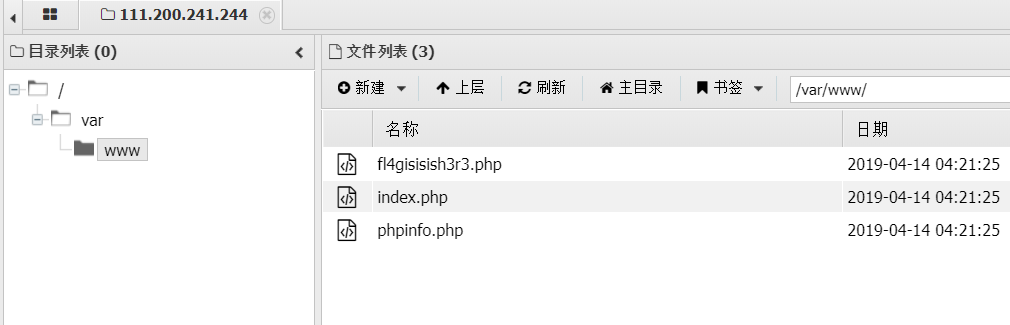 111.200.241.244
目录列表 (0)
文件列表 (3)
新建 上层 刷新 主目录 书签 /var/www/
/
var
www
名称 日期
fl4gisisish3r3.php 2019-04-14 04:21:25
index.php 2019-04-14 04:21:25
phpinfo.php 2019-04-14 04:21:25